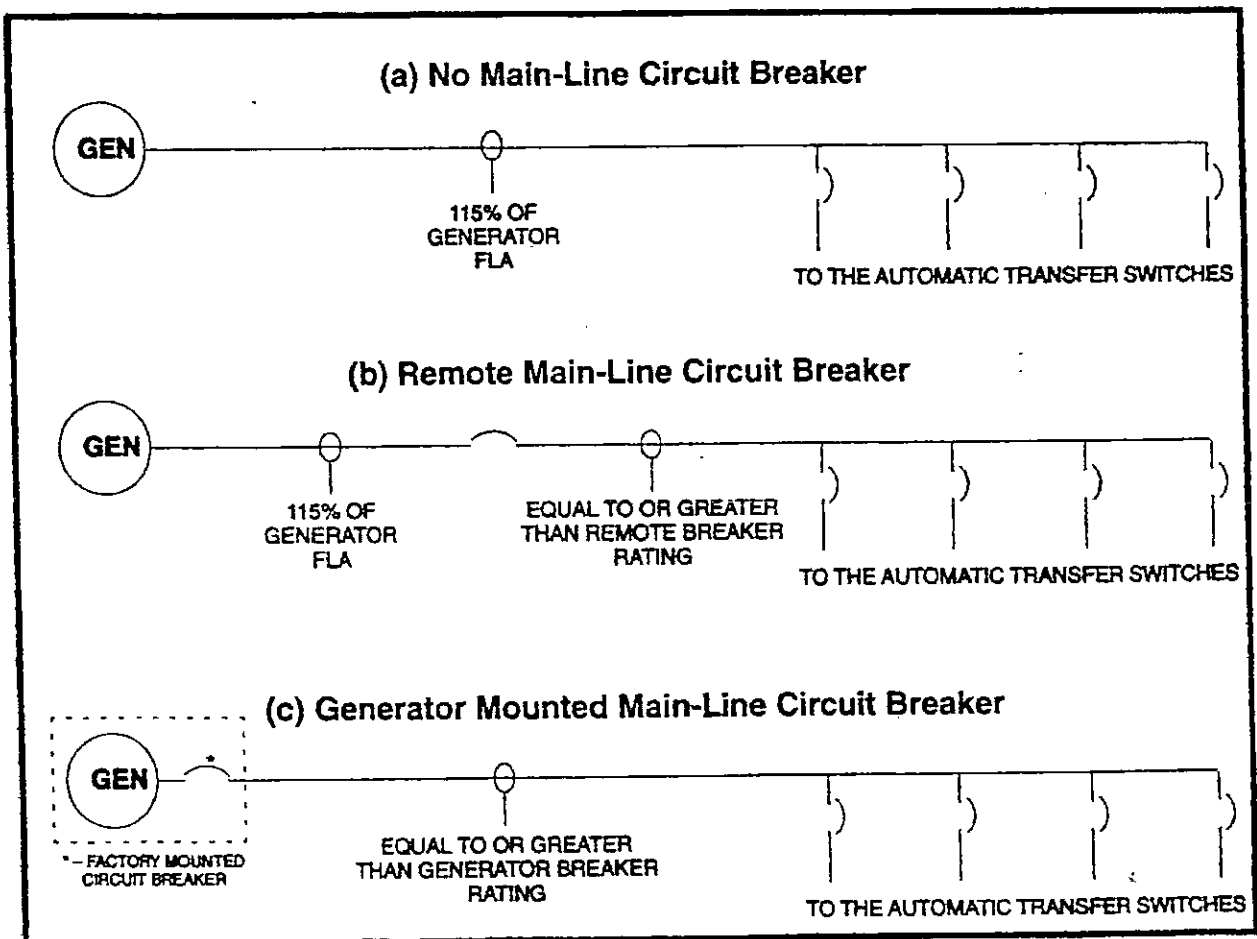 (a) No Main-Line Circuit Breaker
GEN
115% OF
GENERATOR
FLA
TO THE AUTOMATIC TRANSFER SWITCHES
(b) Remote Main-Line Circuit Breaker
GEN
115% OF
GENERATOR
FLA
EQUAL TO OR GREATER
THAN REMOTE BREAKER
RATING
TO THE AUTOMATIC TRANSFER SWITCHES
(c) Generator Mounted Main-Line Circuit Breaker
GEN
*
* – FACTORY MOUNTED
CIRCUIT BREAKER
EQUAL TO OR GREATER
THAN GENERATOR BREAKER
RATING
TO THE AUTOMATIC TRANSFER SWITCHES